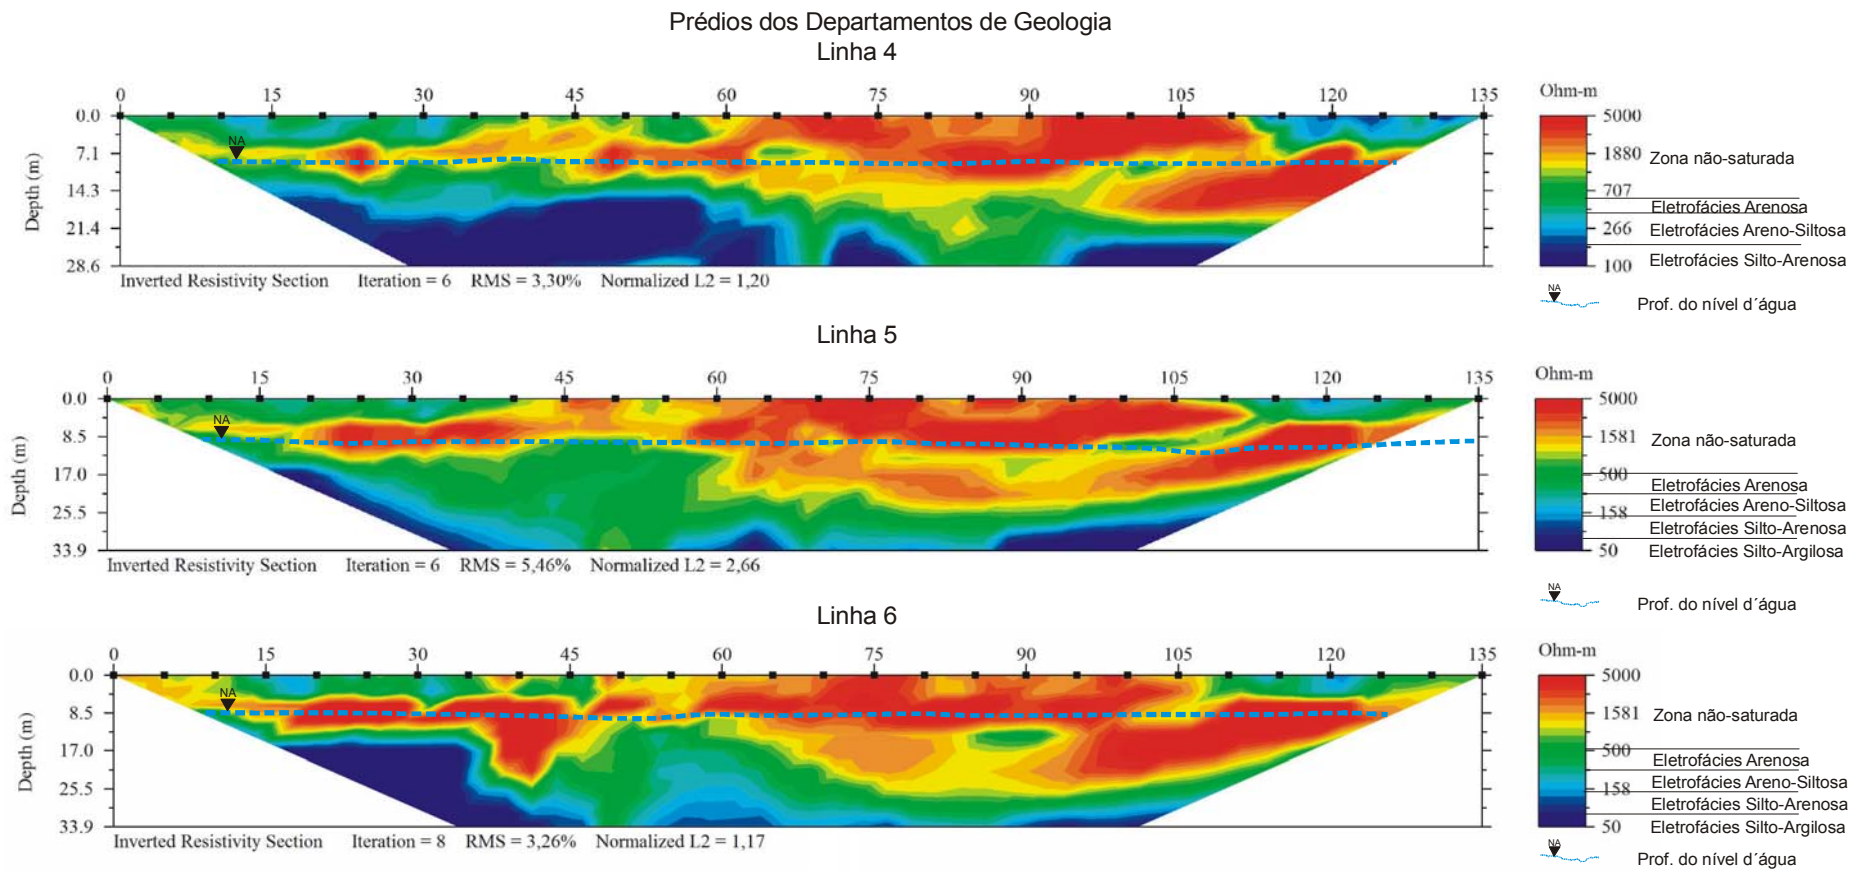 Prédios dos Departamentos de Geologia
Linha 4
0 15 30 45 60 75 90 105 120 135
Ohm-m
0.0
7.1
14.3
21.4
28.6
Depth (m)
NA
5000
1880
707
266
100
Zona não-saturada
Eletrofácies Arenosa
Eletrofácies Areno-Siltosa
Eletrofácies Silto-Arenosa
Inverted Resistivity Section Iteration = 6 RMS = 3,30% Normalized L2 = 1,20
NA
Prof. do nível d´água
Linha 5
0 15 30 45 60 75 90 105 120 135
Ohm-m
0.0
8.5
17.0
25.5
33.9
Depth (m)
NA
5000
1581
500
158
50
Zona não-saturada
Eletrofácies Arenosa
Eletrofácies Areno-Siltosa
Eletrofácies Silto-Arenosa
Eletrofácies Silto-Argilosa
Inverted Resistivity Section Iteration = 6 RMS = 5,46% Normalized L2 = 2,66
NA
Prof. do nível d´água
Linha 6
0 15 30 45 60 75 90 105 120 135
Ohm-m
0.0
8.5
17.0
25.5
33.9
Depth (m)
NA
5000
1581
500
158
50
Zona não-saturada
Eletrofácies Arenosa
Eletrofácies Areno-Siltosa
Eletrofácies Silto-Arenosa
Eletrofácies Silto-Argilosa
Inverted Resistivity Section Iteration = 8 RMS = 3,26% Normalized L2 = 1,17
NA
Prof. do nível d´água